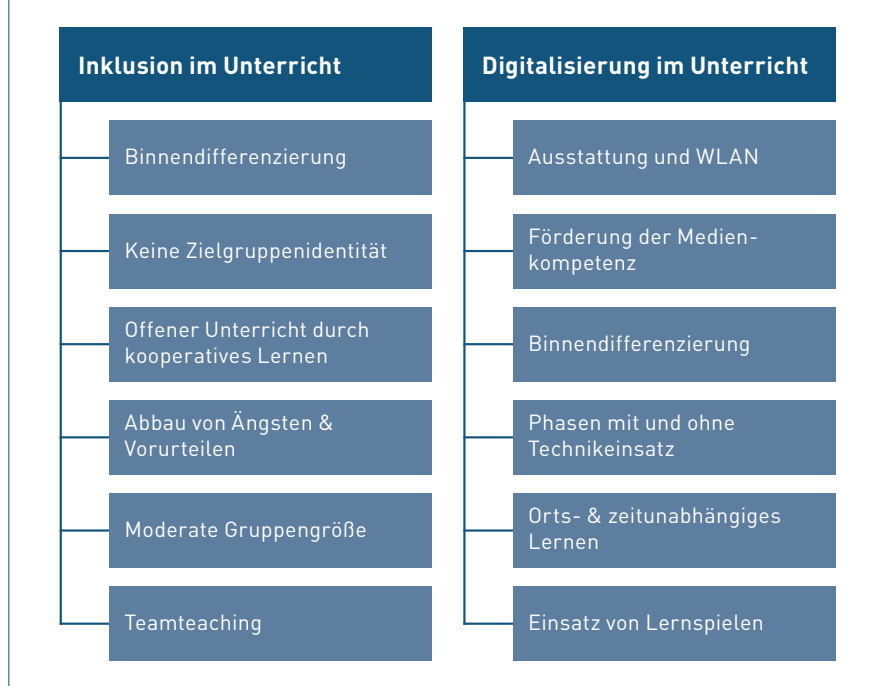 Inklusion im Unterricht
Binnendifferenzierung
Keine Zielgruppenidentität
Offener Unterricht durch
kooperatives Lernen
Abbau von Ängsten &
Vorurteilen
Moderate Gruppengröße
Teamteaching
Digitalisierung im Unterricht
Ausstattung und WLAN
Förderung der Medien-
kompetenz
Binnendifferenzierung
Phasen mit und ohne
Technikeinsatz
Orts- & zeitunabhängiges
Lernen
Einsatz von Lernspielen